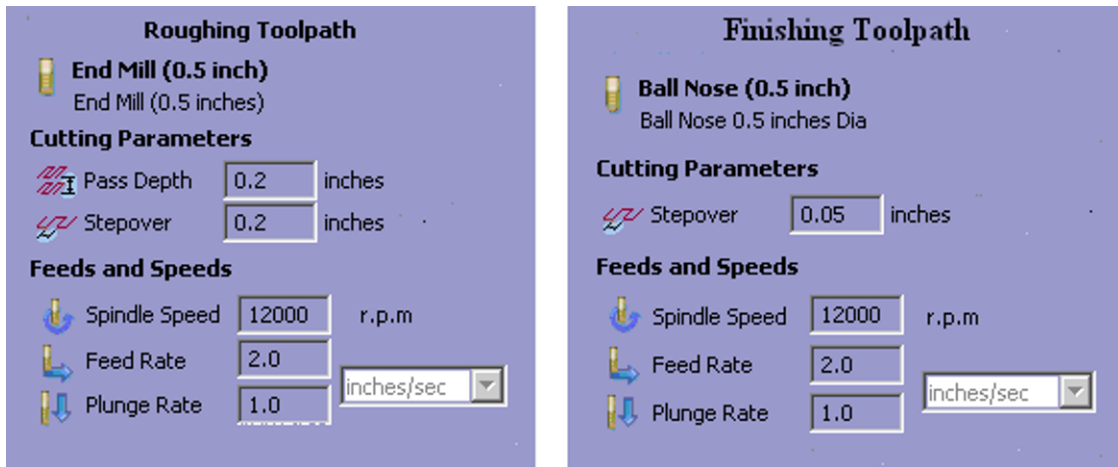 Roughing Toolpath
End Mill (0.5 inch)
End Mill (0.5 inches)
Cutting Parameters
Pass Depth 0.2 inches
Stepover 0.2 inches
Feeds and Speeds
Spindle Speed 12000 r.p.m
Feed Rate 2.0
inches/sec
Plunge Rate 1.0
Finishing Toolpath
Ball Nose (0.5 inch)
Ball Nose 0.5 inches Dia
Cutting Parameters
Stepover 0.05 inches
Feeds and Speeds
Spindle Speed 12000 r.p.m
Feed Rate 2.0
inches/sec
Plunge Rate 1.0